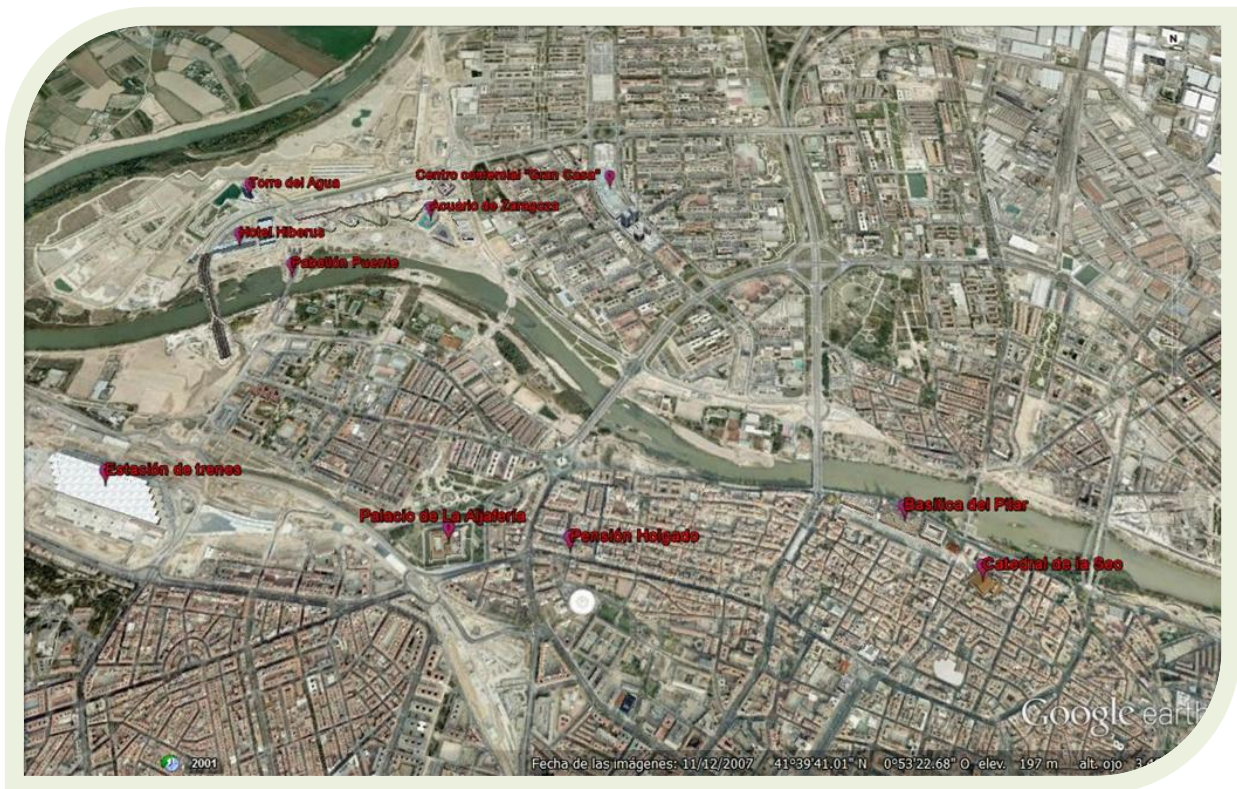 N
Centro comercial "Gran Casa"
Torre del Agua
Acuario de Zaragoza
Hotel Hiberus
Pabellón Puente
Estación de trenes
Palacio de La Aljafería
Pensión Holgado
Basílica del Pilar
Catedral de la Seo
Google earth
2001
Fecha de las imágenes: 11/12/2007 41°39'41.01" N 0°53'22.68" O elev. 197 m alt. ojo